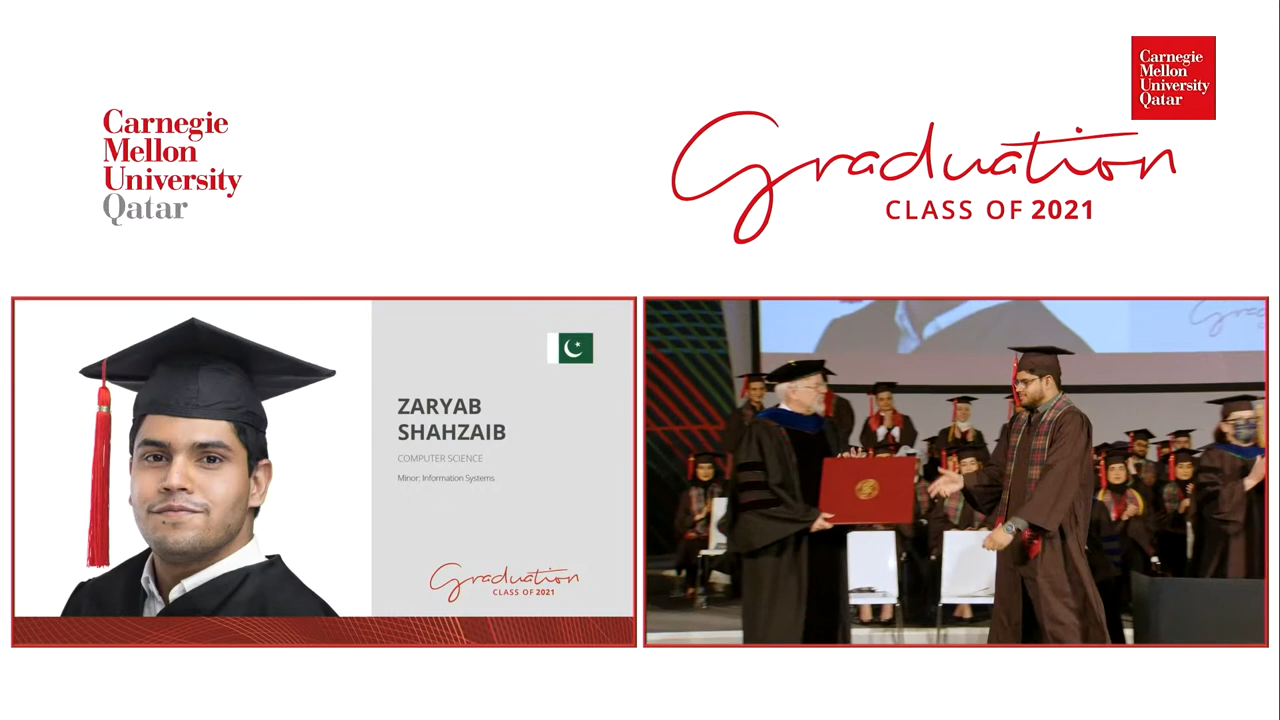 Carnegie
Mellon
University
Qatar
Graduation
CLASS OF 2021
Carnegie
Mellon
University
Qatar
ZARYAB
SHAHZAIB
COMPUTER SCIENCE
Minor: Information Systems
Graduation
CLASS OF 2021